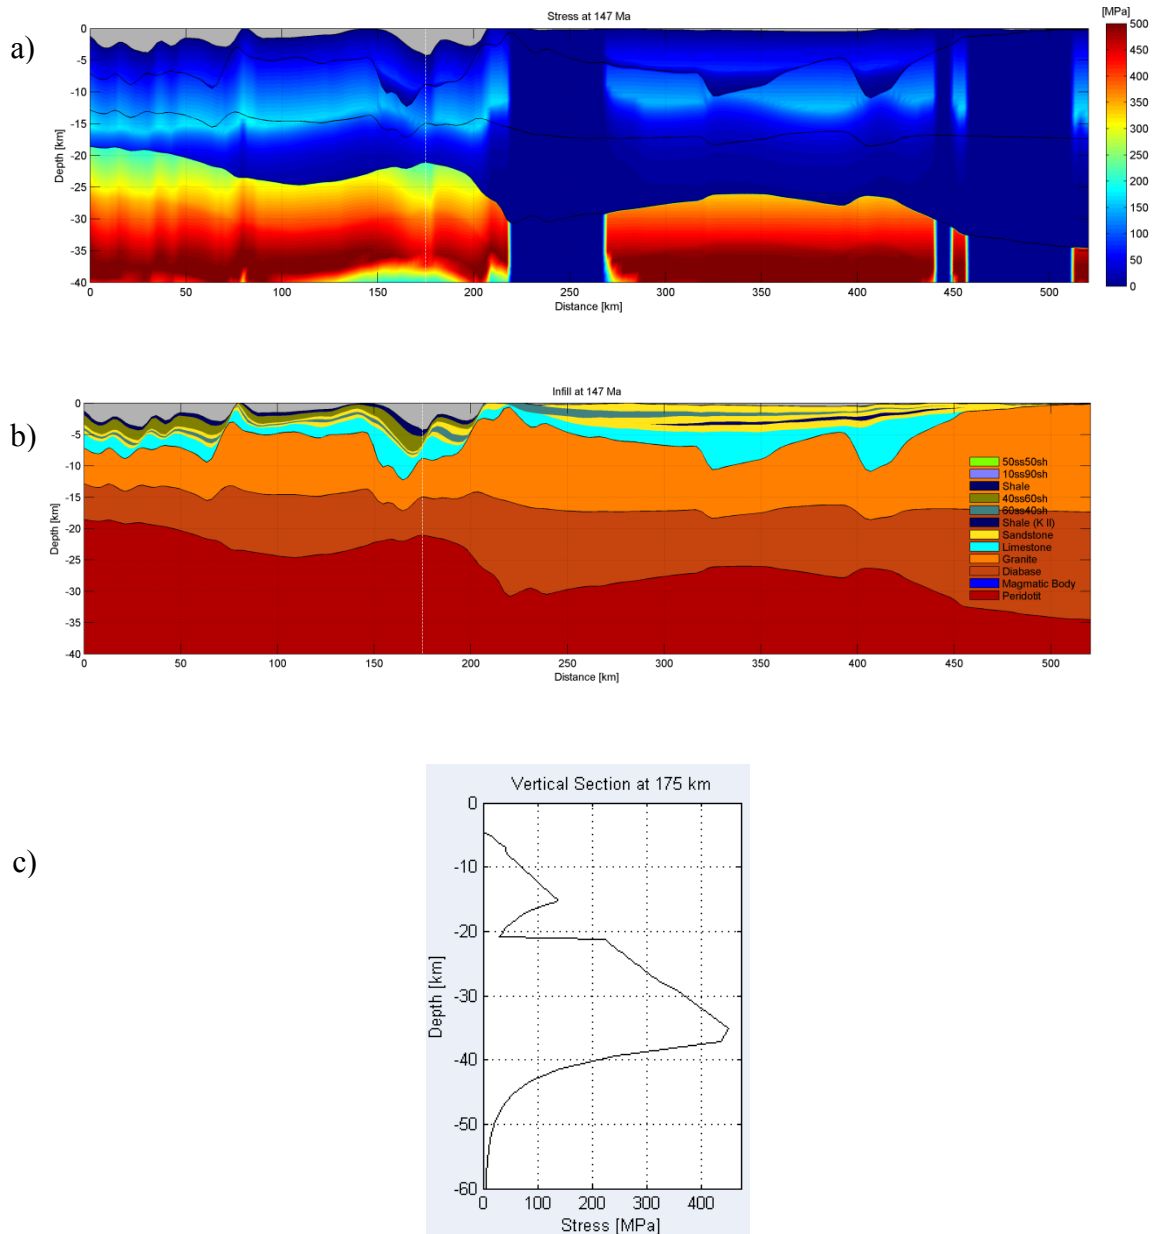 a)
Stress at 147 Ma
[MPa]
0
-5
-10
-15
-20
-25
-30
-35
-40
Depth [km]
0
50
100
150
200
250
300
350
400
450
500
Distance [km]
500
450
400
350
300
250
200
150
100
50
0
b)
Infill at 147 Ma
0
-5
-10
-15
-20
-25
-30
-35
-40
Depth [km]
0
50
100
150
200
250
300
350
400
450
500
Distance [km]
50ss50sh
10ss90sh
Shale
40ss60sh
60ss40sh
Shale (K II)
Sandstone
Limestone
Granite
Diabase
Magmatic Body
Peridotit
c)
Vertical Section at 175 km
0
-10
-20
-30
-40
-50
-60
Depth [km]
0
100
200
300
400
Stress [MPa]